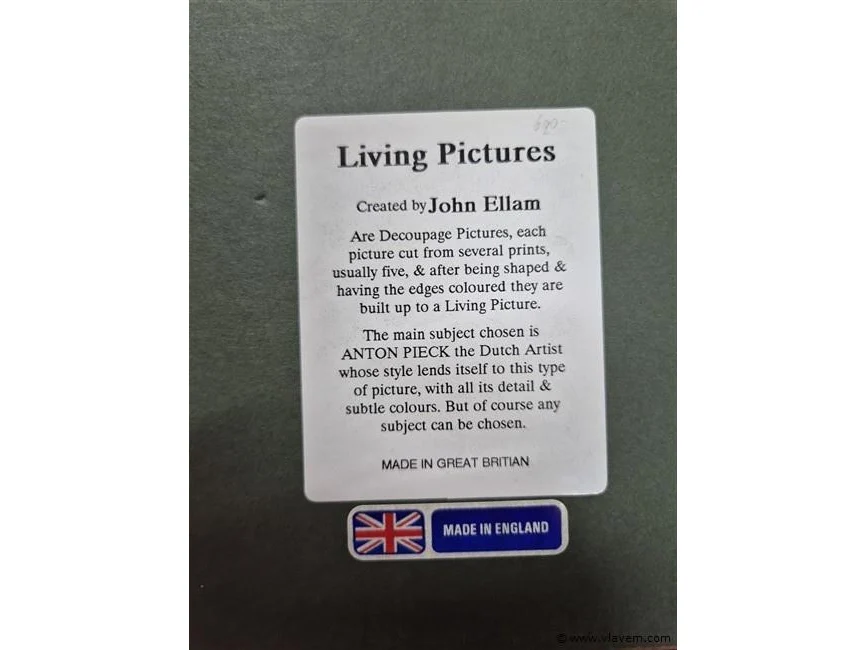 Living Pictures
Created by John Ellam
Are Decoupage Pictures, each
picture cut from several prints,
usually five, & after being shaped &
having the edges coloured they are
built up to a Living Picture.
The main subject chosen is
ANTON PIECK the Dutch Artist
whose style lends itself to this type
of picture, with all its detail &
subtle colours. But of course any
subject can be chosen.
MADE IN GREAT BRITIAN
MADE IN ENGLAND
© www.vlavem.com